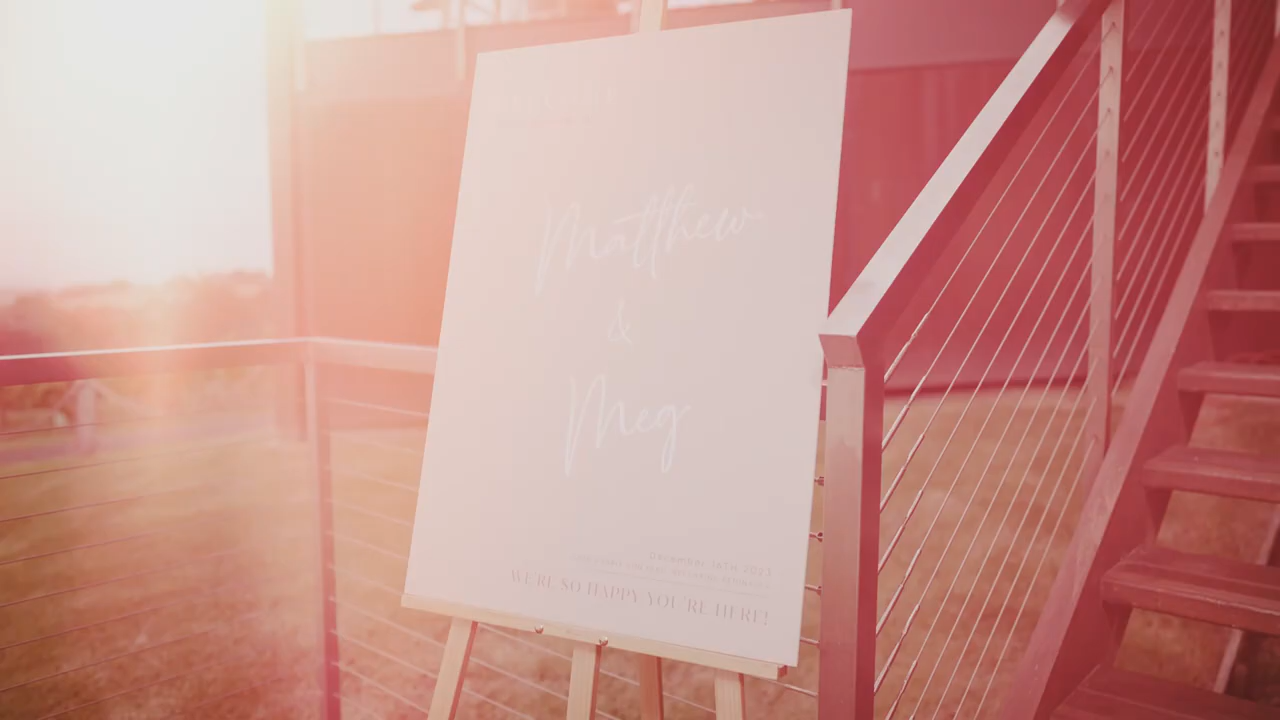 Matthew
&
Meg
December 16th 2023
WE'RE SO HAPPY YOU'RE HERE!